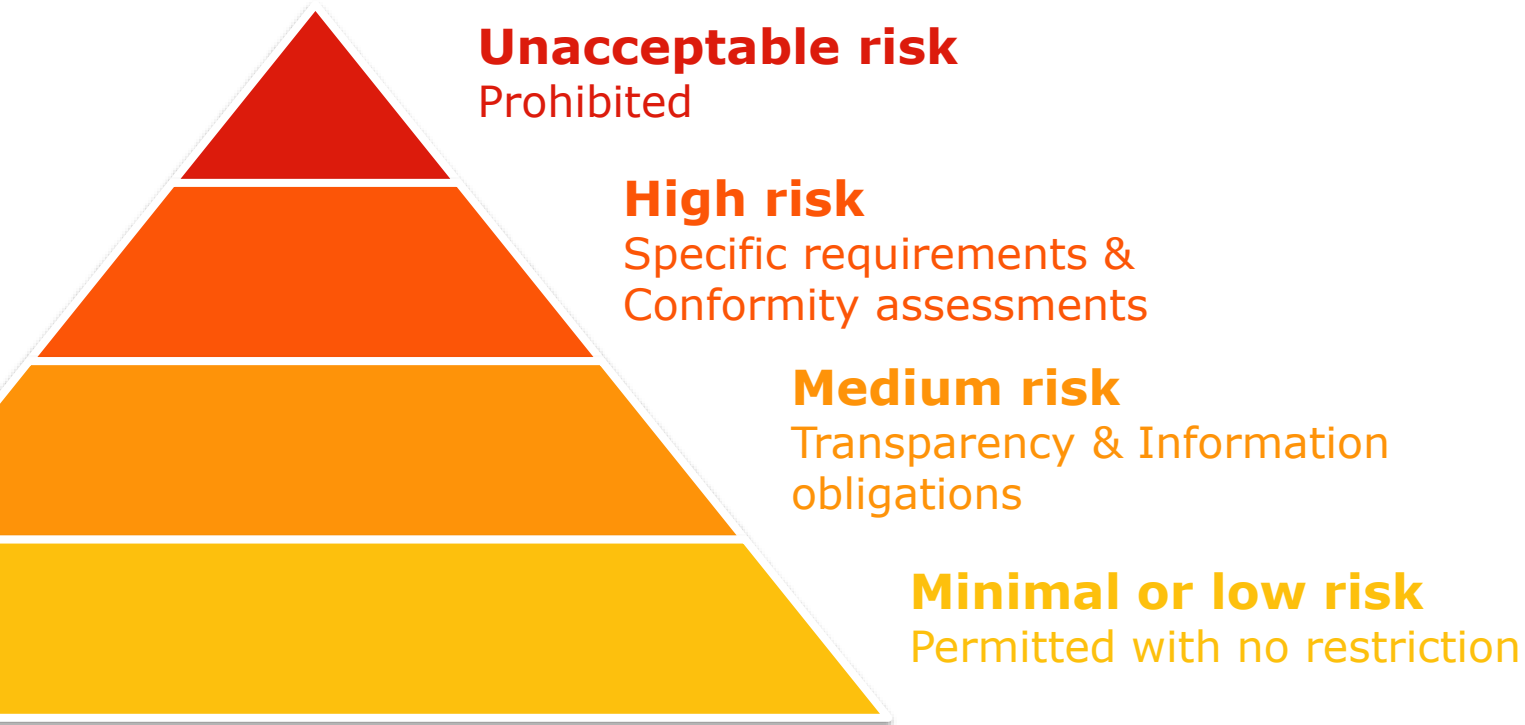 Unacceptable risk
Prohibited
High risk
Specific requirements &
Conformity assessments
Medium risk
Transparency & Information
obligations
Minimal or low risk
Permitted with no restriction